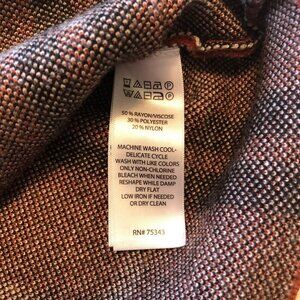 50 % RAYON/VISCOSE
30 % POLYESTER
20 % NYLON
MACHINE WASH COOL-
DELICATE CYCLE
WASH WITH LIKE COLORS
ONLY NON-CHLORINE
BLEACH WHEN NEEDED
RESHAPE WHILE DAMP
DRY FLAT
LOW IRON IF NEEDED
OR DRY CLEAN
RN# 75343